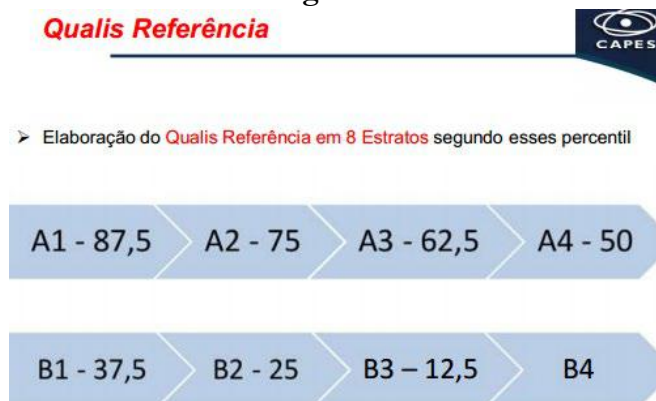 Qualis Referência
CAPES
➢ Elaboração do Qualis Referência em 8 Estratos segundo esses percentil
A1 - 87,5 A2 - 75 A3 - 62,5 A4 - 50
B1 - 37,5 B2 - 25 B3 – 12,5 B4